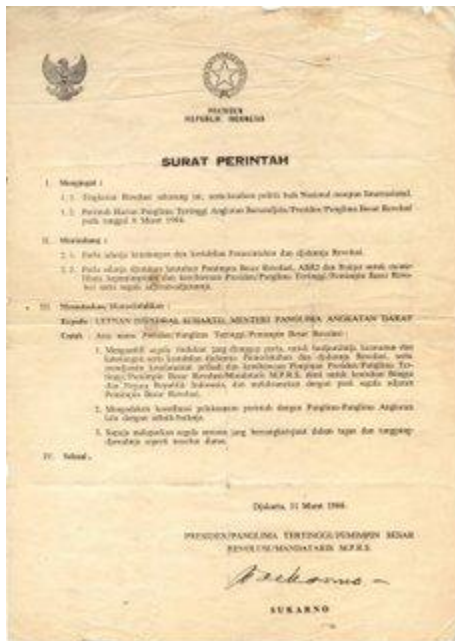 PRESIDEN
REPUBLIK INDONESIA
SURAT PERINTAH
I. Mengingat :
1.1. Tingkatan Revolusi sekarang ini, serta keadaan politik baik Nasional maupun Internasional.
1.2. Perintah Harian Panglima Tertinggi Angkatan Bersendjata/Presiden/Panglima Besar Revolusi
pada tanggal 8 Maret 1966.
II. Menimbang :
2.1. Perlu adanja ketenangan dan kestabilan Pemerintahan dan djalannja Revolusi.
2.2. Perlu adanja djaminan keutuhan Pemimpin Besar Revolusi, ABRI dan Rakjat untuk
kepemimpinan dan kewibawaan Presiden/Panglima Tertinggi/Pemimpin Besar
serta segala adjaran-adjarannja.
III. Memutuskan/Memerintahkan :
Kepada : LETNAN DJENDERAL SUHARTO, MENTERI PANGLIMA ANGKATAN DARAT
Untuk : Atas nama Presiden/Panglima Tertinggi/Pemimpin Besar Revolusi :
1. Mengambil segala tindakan jang dianggap perlu, untuk terdjaminnja keamanan dan
ketenangan serta kestabilan djalannja Pemerintahan dan djalannja Revolusi, serta
mendjamin keselamatan pribadi dan kewibawaan Pimpinan Presiden/Panglima
Besar Revolusi/Mandataris M.P.R.S. demi untuk keutuhan Bangsa
dan Negara Republik Indonesia, dan melaksanakan dengan pasti segala adjaran
Pemimpin Besar Revolusi.
2. Mengadakan koordinasi pelaksanaan perintah dengan Panglima-Panglima Angkatan
lain dengan sebaik-baiknja.
3. Supaja melaporkan segala sesuatu jang bersangkut-paut dalam tugas dan tanggung-
djawabnja seperti tersebut diatas.
IV. Selesai.
Djakarta, 11 Maret 1966.
PRESIDEN/PANGLIMA TERTINGGI/PEMIMPIN BESAR
REVOLUSI/MANDATARIS M.P.R.S.
Soekarno
SUKARNO